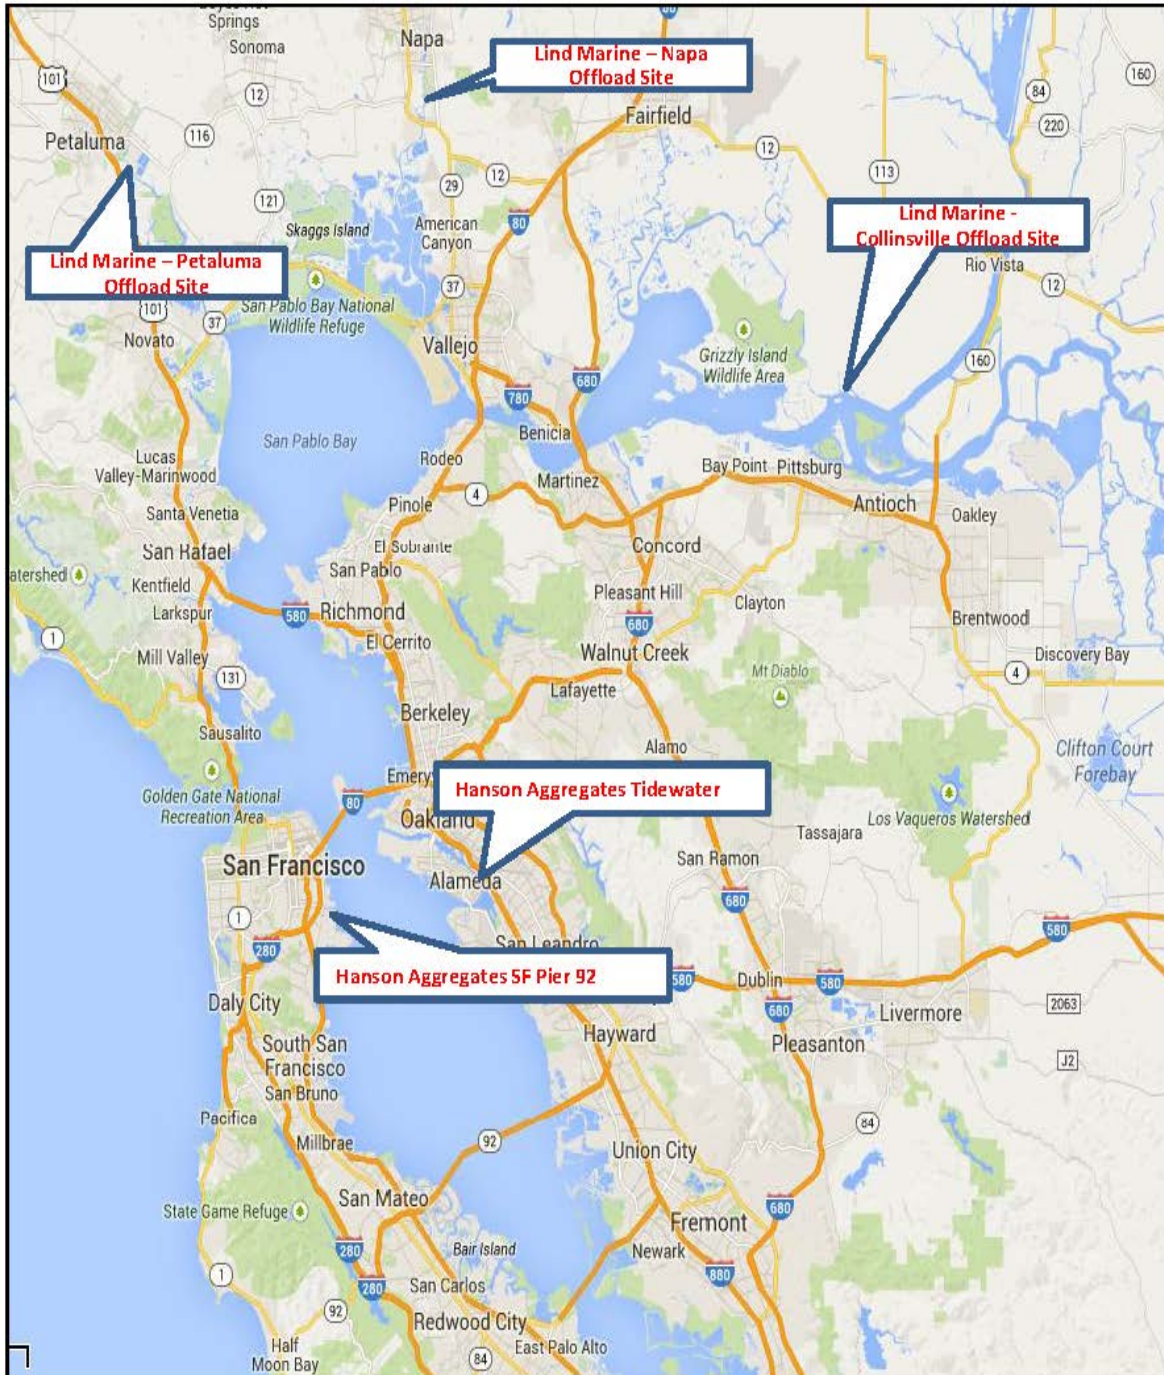 Springs
Sonoma
Napa
80
Lind Marine – Napa
Offload Site
101
12
160
84
Fairfield
220
Petaluma
116
12
113
29
12
121
American
Canyon
80
Skaggs Island
Lind Marine -
Collinsville Offload Site
Rio Vista
Lind Marine – Petaluma
Offload Site
37
12
101
37
San Pablo Bay National
Wildlife Refuge
Novato
Vallejo
Grizzly Island
Wildlife Area
160
680
780
Benicia
San Pablo Bay
Lucas
Valley-Marinwood
Rodeo
Martinez
Bay Point
Pittsburg
4
Pinole
Antioch
Oakley
Santa Venetia
San Rafael
El Sobrante
Concord
atershed
Kentfield
San Pablo
Pleasant Hill
Clayton
Larkspur
580
Richmond
680
Brentwood
1
El Cerrito
Walnut Creek
Discovery Bay
Mill Valley
131
Mt Diablo
4
Lafayette
Berkeley
Sausalito
Alamo
Clifton Court
Forebay
Emerys
Hanson Aggregates Tidewater
Golden Gate National
Recreation Area
80
Oakland
Los Vaqueros Watershed
Tassajara
San Francisco
Alameda
San Ramon
680
1
280
San Leandro
580
Hanson Aggregates SF Pier 92
580
Dublin
580
Daly City
680
Livermore
2063
Hayward
Pleasanton
South San
Francisco
J2
San Bruno
Pacifica
84
Millbrae
92
Union City
San Mateo
State Game Refuge
680
Fremont
280
Bair Island
Newark
1
880
280
San Carlos
92
Redwood City
Half
Moon Bay
84
East Palo Alto